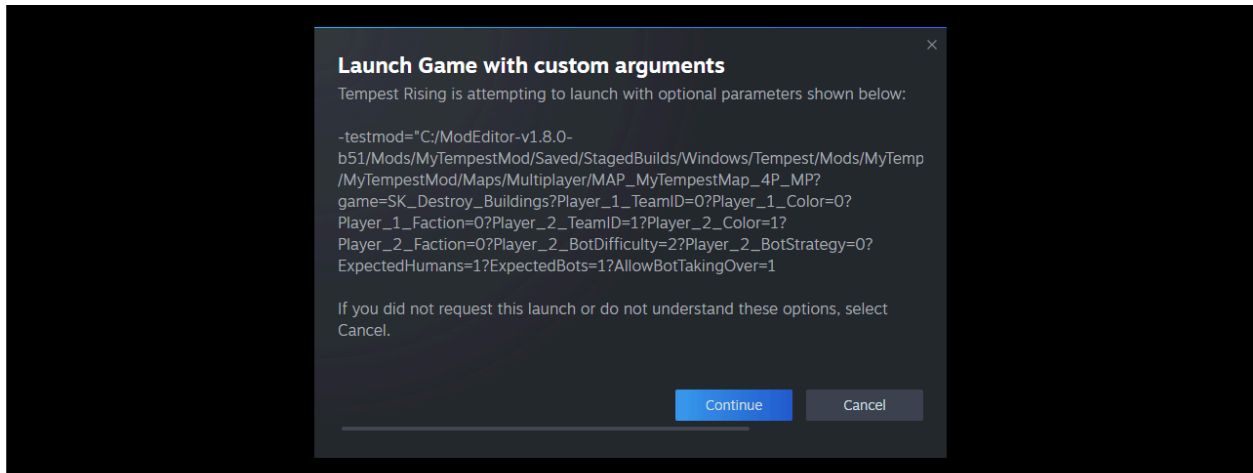 Launch Game with custom arguments
Tempest Rising is attempting to launch with optional parameters shown below:
-testmod="C:/ModEditor-v1.8.0-
b51/Mods/MyTempestMod/Saved/StagedBuilds/Windows/Tempest/Mods/MyTemp
/MyTempestMod/Maps/Multiplayer/MAP_MyTempestMap_4P_MP?
game=SK_Destroy_Buildings?Player_1_TeamID=0?Player_1_Color=0?
Player_1_Faction=0?Player_2_TeamID=1?Player_2_Color=1?
Player_2_Faction=0?Player_2_BotDifficulty=2?Player_2_BotStrategy=0?
ExpectedHumans=1?ExpectedBots=1?AllowBotTakingOver=1
If you did not request this launch or do not understand these options, select
Cancel.
Continue
Cancel